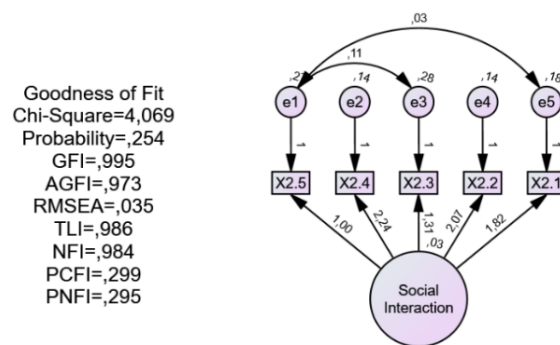 Goodness of Fit
Chi-Square=4,069
Probability=,254
GFI=,995
AGFI=,973
RMSEA=,035
TLI=,986
NFI=,984
PCFI=,299
PNFI=,295
,03
,11
,14
,28
,14
,18
e1
e2
e3
e4
e5
1
1
1
1
1
X2.5
X2.4
X2.3
X2.2
X2.1
1,00
2,24
1,31
2,07
1,82
,03
Social
Interaction